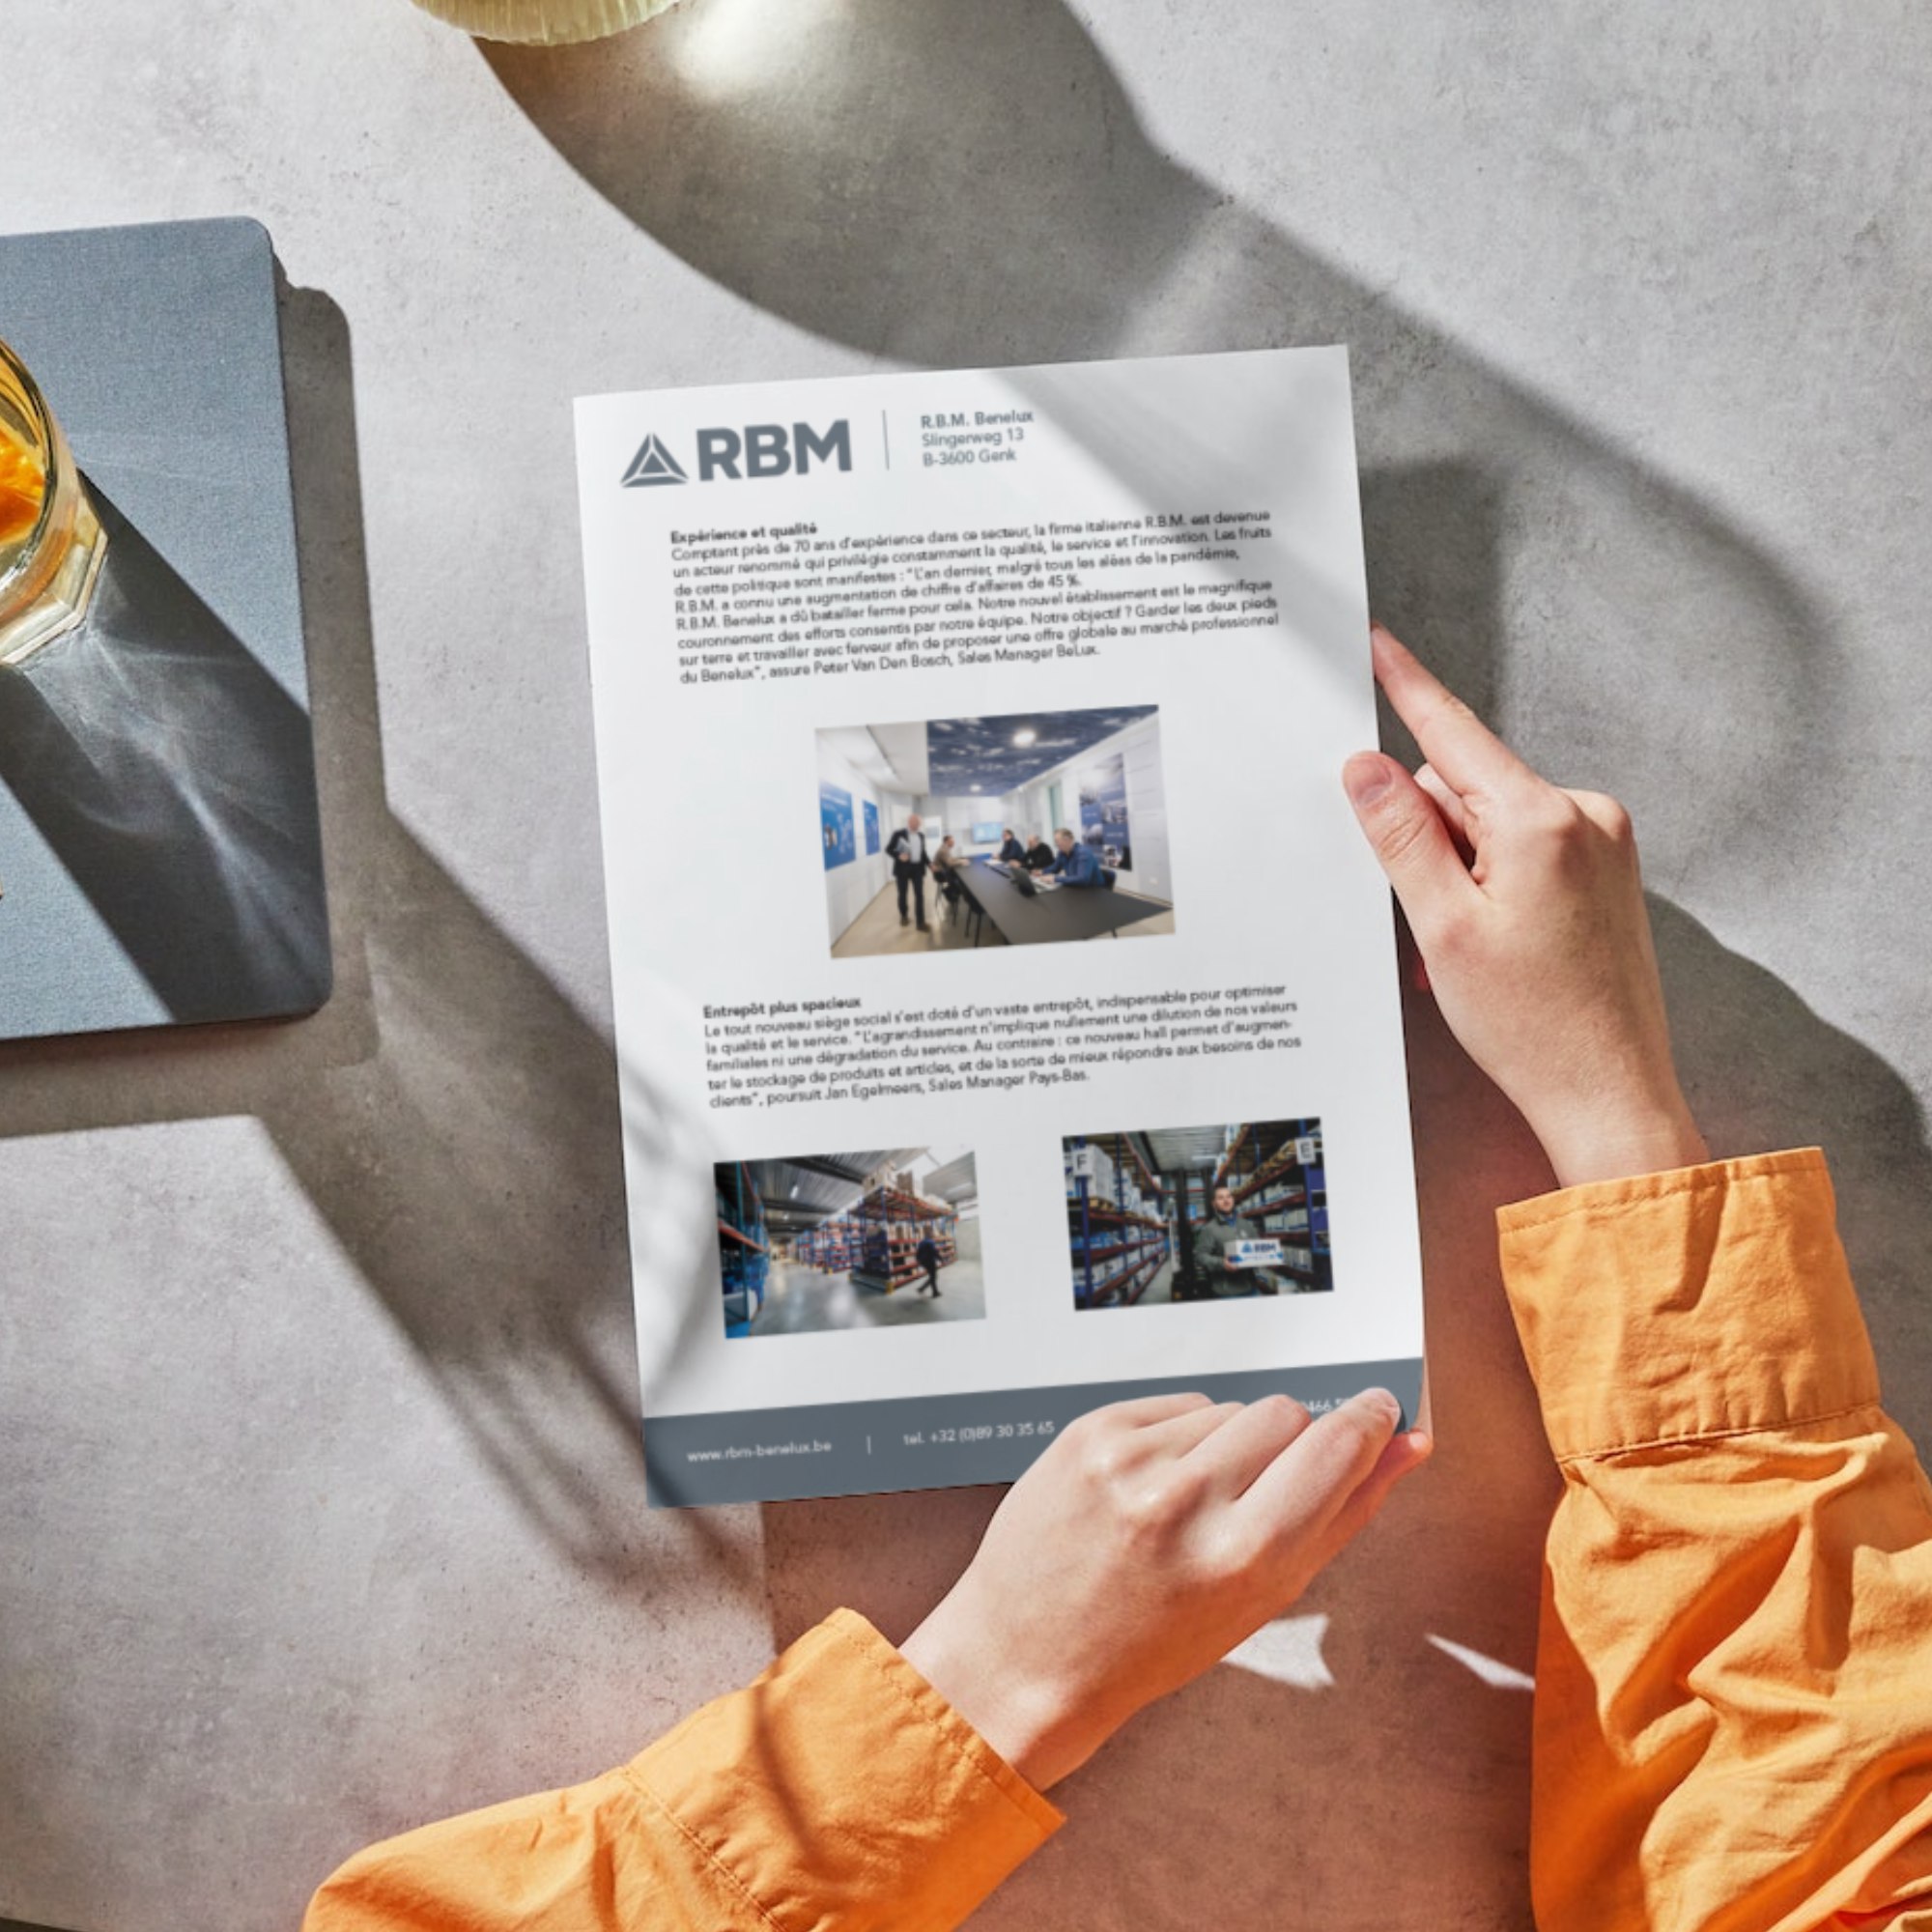 RBM
R.B.M. Benelux
Slingerweg 13
B-3600 Genk
Expérience et qualité
Comptant près de 70 ans d'expérience dans ce secteur, la firme italienne R.B.M. est devenue
un acteur renommé qui privilégie constamment la qualité, le service et l'innovation. Les fruits
de cette politique sont manifestes : "L'an dernier, malgré tous les aléas de la pandémie,
R.B.M. a connu une augmentation de chiffre d'affaires de 45 %.
R.B.M. Benelux a dû batailler ferme pour cela. Notre nouvel établissement est le magnifique
couronnement des efforts consentis par notre équipe. Notre objectif ? Garder les deux pieds
sur terre et travailler avec ferveur afin de proposer une offre globale au marché professionnel
du Benelux", assure Peter Van Den Bosch, Sales Manager BeLux.
Entrepôt plus spacieux
Le tout nouveau siège social s'est doté d'un vaste entrepôt, indispensable pour optimiser
la qualité et le service. "L'agrandissement n'implique nullement une dilution de nos valeurs
familiales ni une dégradation du service. Au contraire : ce nouveau hall permet d'augmen-
ter le stockage de produits et articles, et de la sorte de mieux répondre aux besoins de nos
clients", poursuit Jan Egelmeers, Sales Manager Pays-Bas.
F
E
RBM
www.rbm-benelux.be | tel. +32 (0)89 30 35 65